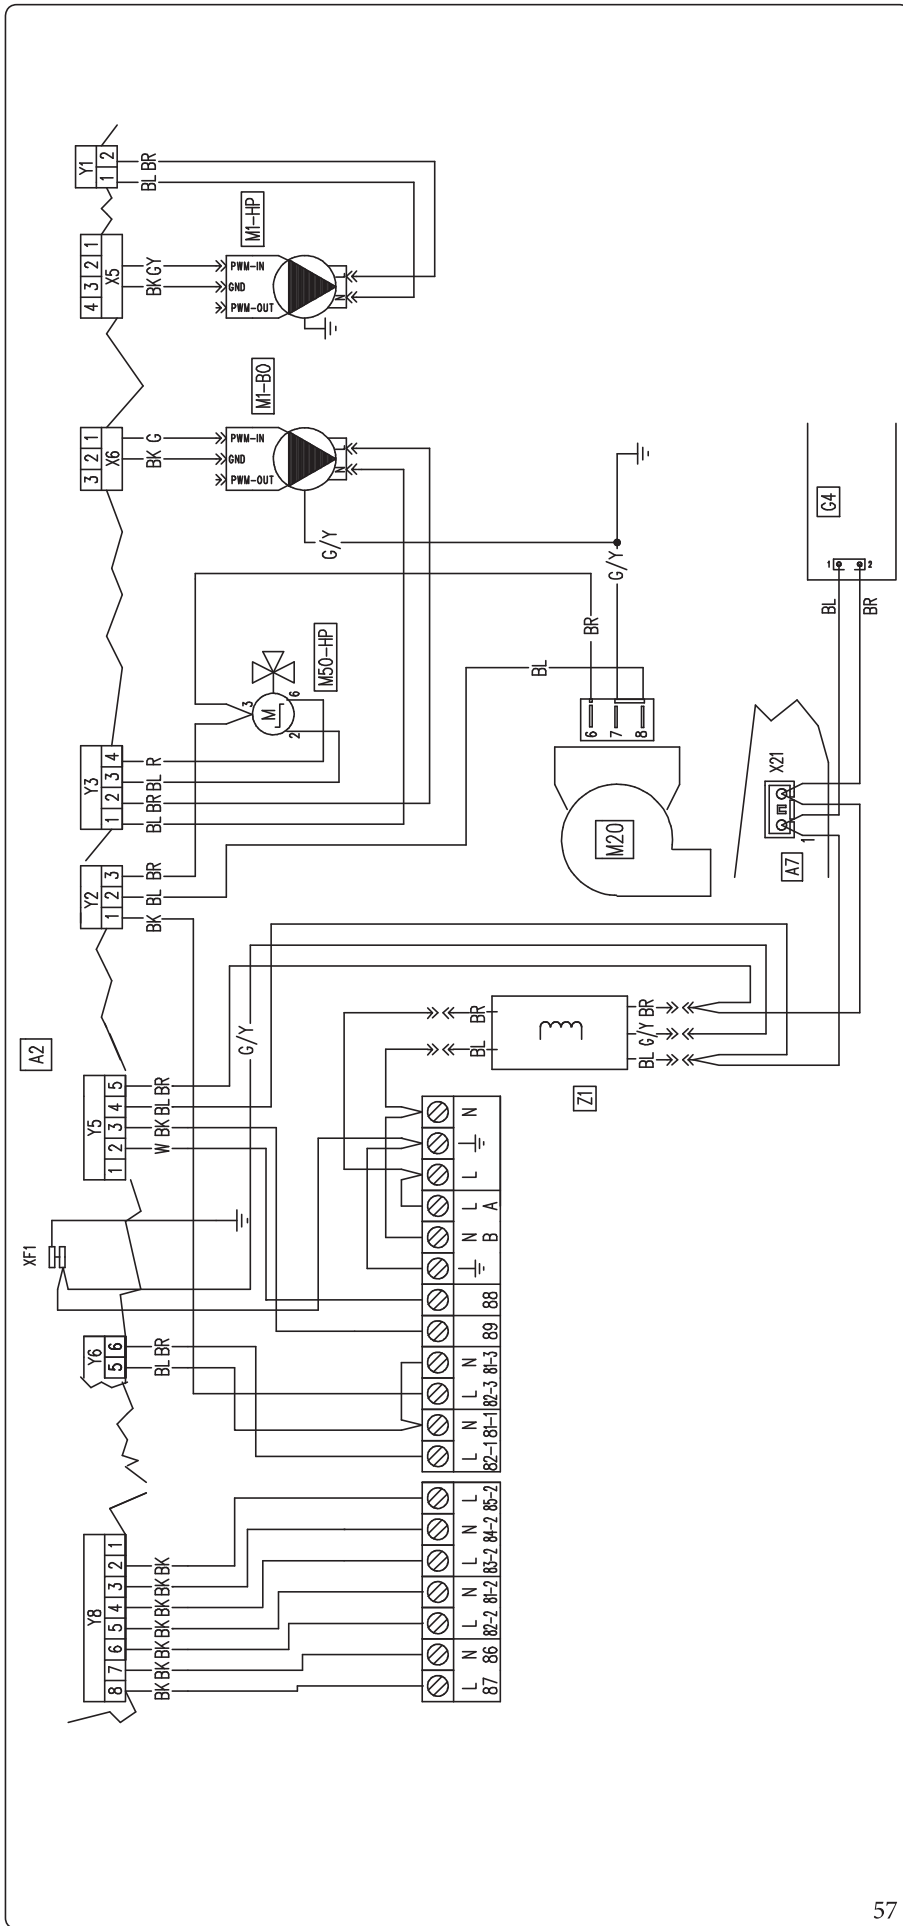 A2
Y8
8 7 6 5 4 3 2 1
BK BK BK BK BK BK BK
Y6
5 6
BL BR
XF1
Y5
1 2 3 4 5
W BK BL BR
G/Y
Y2
1 2 3
BK BL BR
Y3
1 2 3 4
BL BR BL R
X6
3 2 1
BK G
X5
4 3 2 1
BK GY
Y1
1 2
BL BR
M1-HP
PWM-IN
GND
PWM-OUT
N L
M1-BO
PWM-IN
GND
PWM-OUT
N L
G/Y
M50-HP
M
3
2 6
BL
BR
G/Y
6
7
8
M20
L N L N L N L
87 86 82-2 81-2 83-2 84-2 85-2
L N L N
82-1 81-1 82-3 81-3 89 88
N L L N
B A
Z1
BL BR
BL G/Y BR
A7
X21
1
G4
1 2
BL
BR
57